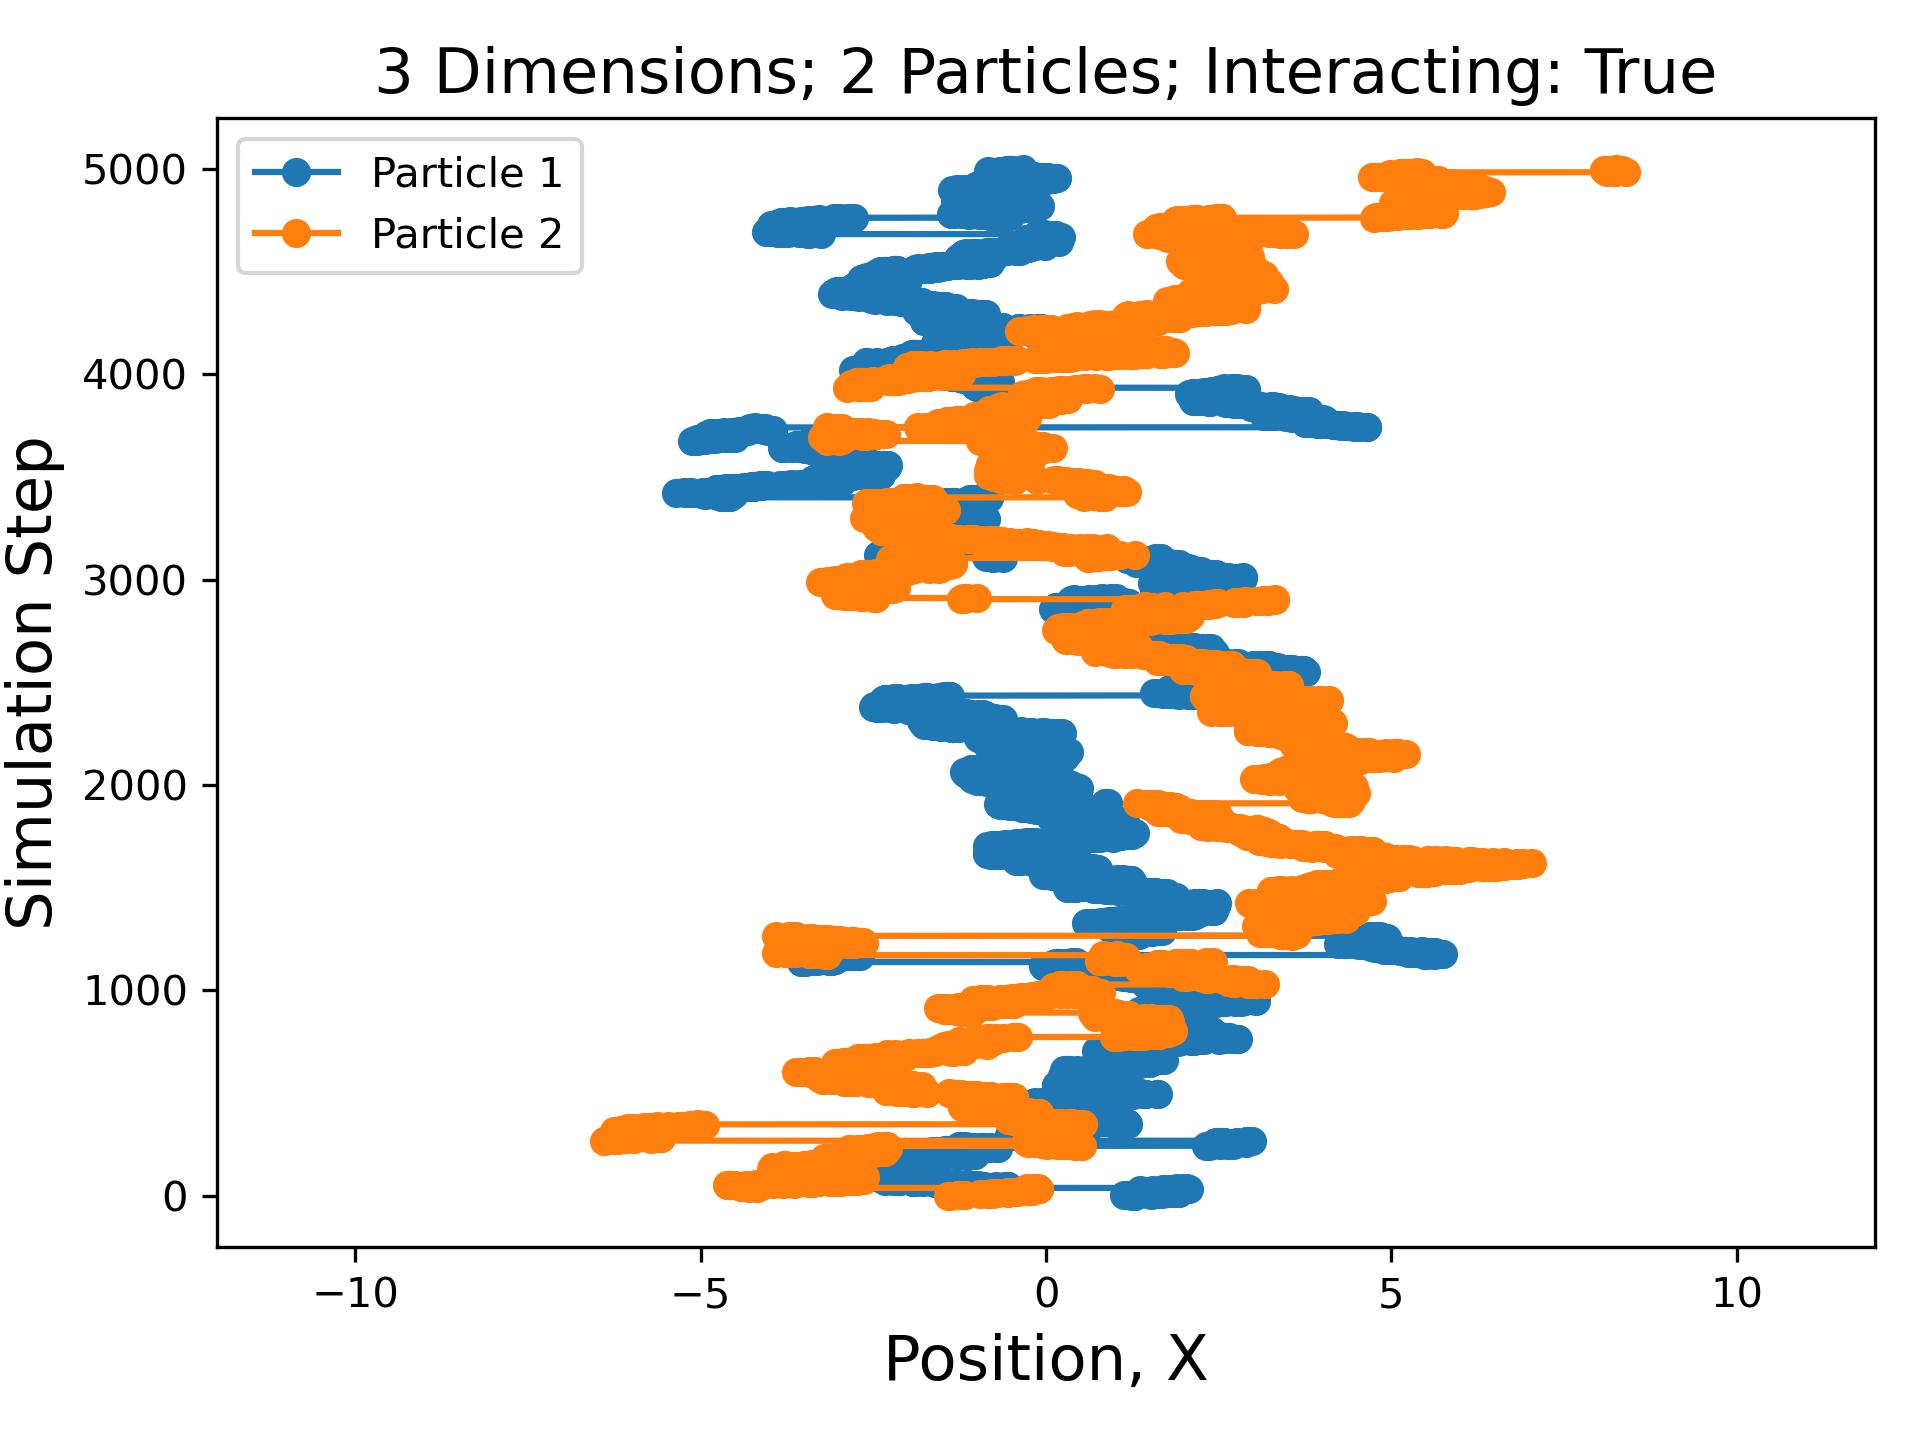 3 Dimensions; 2 Particles; Interacting: True
Particle 1
Particle 2
5000
4000
3000
2000
1000
0
Simulation Step
−10 −5 0 5 10
Position, X